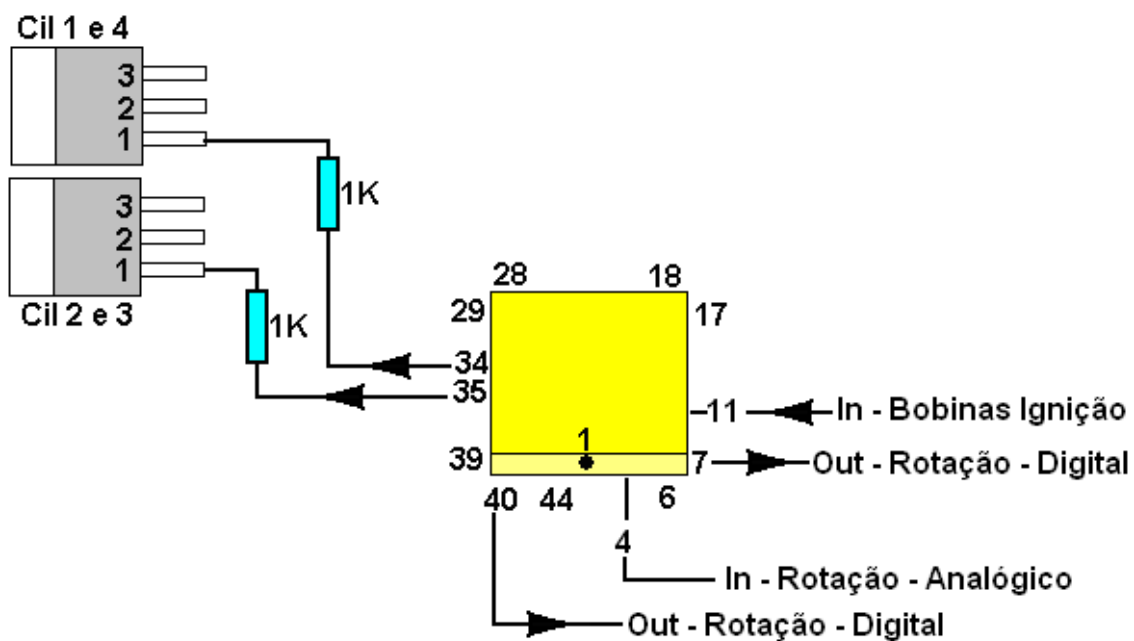 Cil 1 e 4
3
2
1
1K
3
2
1
Cil 2 e 3
1K
28
18
29
17
34
35
11
In - Bobinas Ignição
39
1
7
Out - Rotação - Digital
40
44
6
4
In - Rotação - Analógico
Out - Rotação - Digital